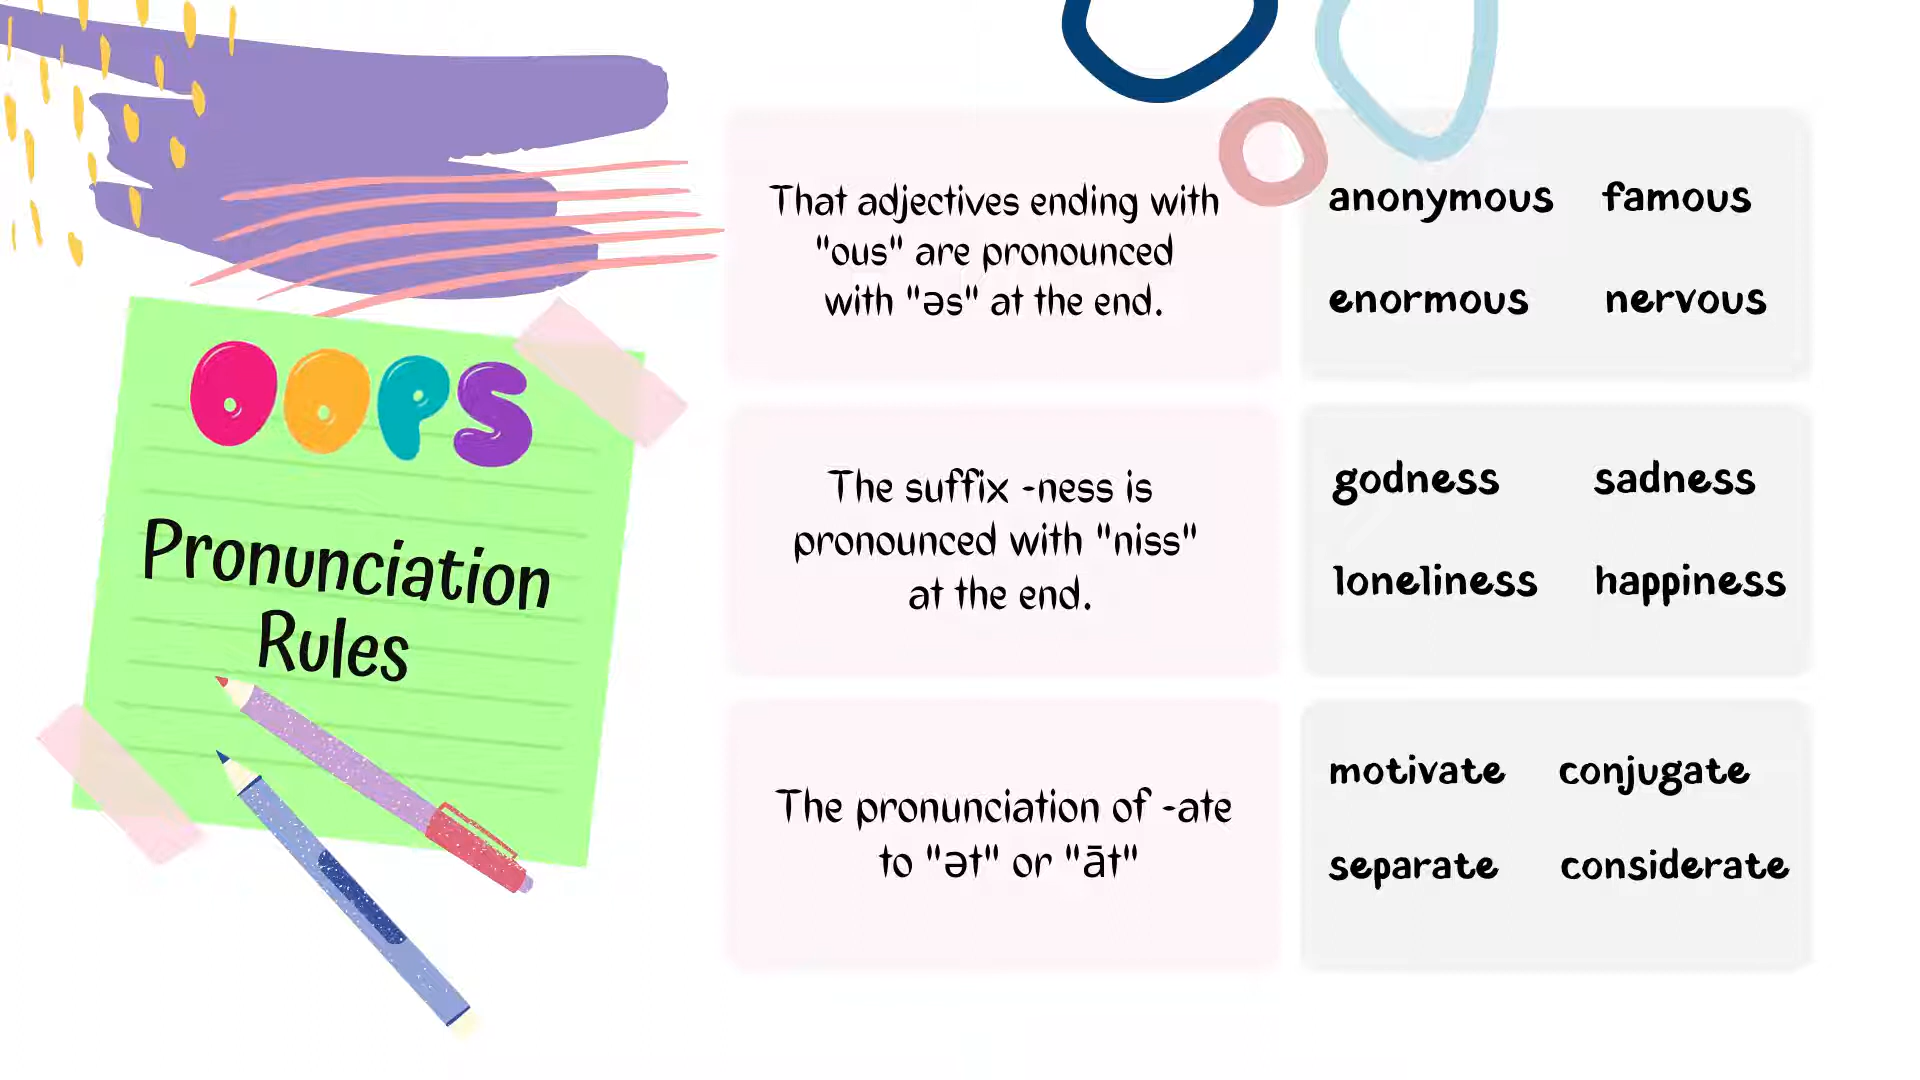 OOPS
Pronunciation
Rules
That adjectives ending with
"ous" are pronounced
with "əs" at the end.
anonymous famous
enormous nervous
The suffix -ness is
pronounced with "niss"
at the end.
godness sadness
loneliness happiness
The pronunciation of -ate
to "ət" or "āt"
motivate conjugate
separate considerate